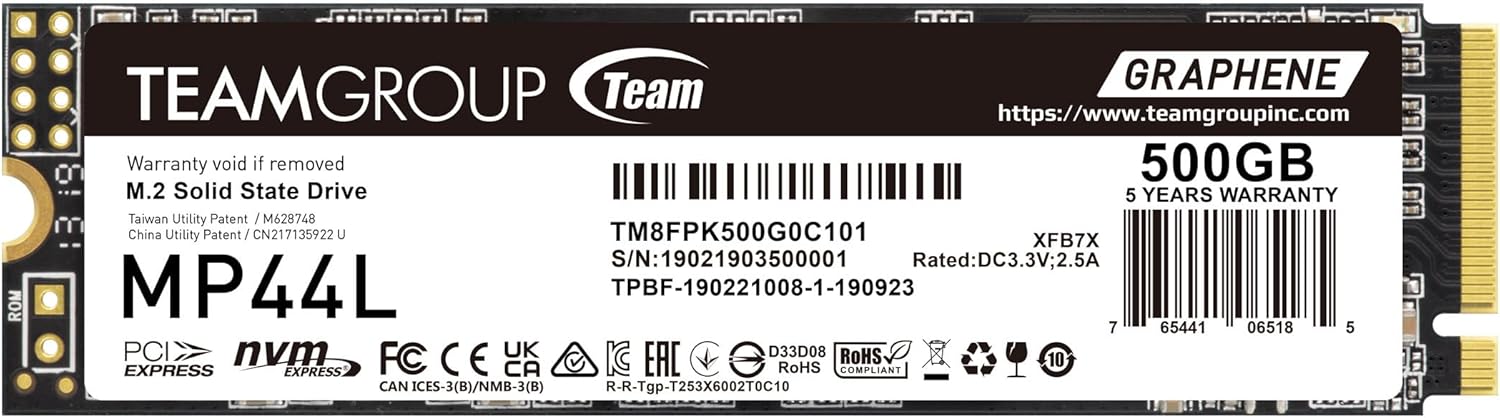 TEAMGROUP Team
GRAPHENE
https://www.teamgroupinc.com
Warranty void if removed
M.2 Solid State Drive
Taiwan Utility Patent / M628748
China Utility Patent / CN217135922 U
MP44L
TM8FPK500G0C101
S/N:19021903500001
TPBF-190221008-1-190923
XFB7X
Rated:DC3.3V;2.5A
500GB
5 YEARS WARRANTY
7 65441 06518 5
ROM
PCI EXPRESS
nvm EXPRESS
FC CE UK CA
EAC
D33D08
RoHS
RoHS
COMPLIANT
10
CAN ICES-3(B)/NMB-3(B)
R-R-Tgp-T253X6002T0C10